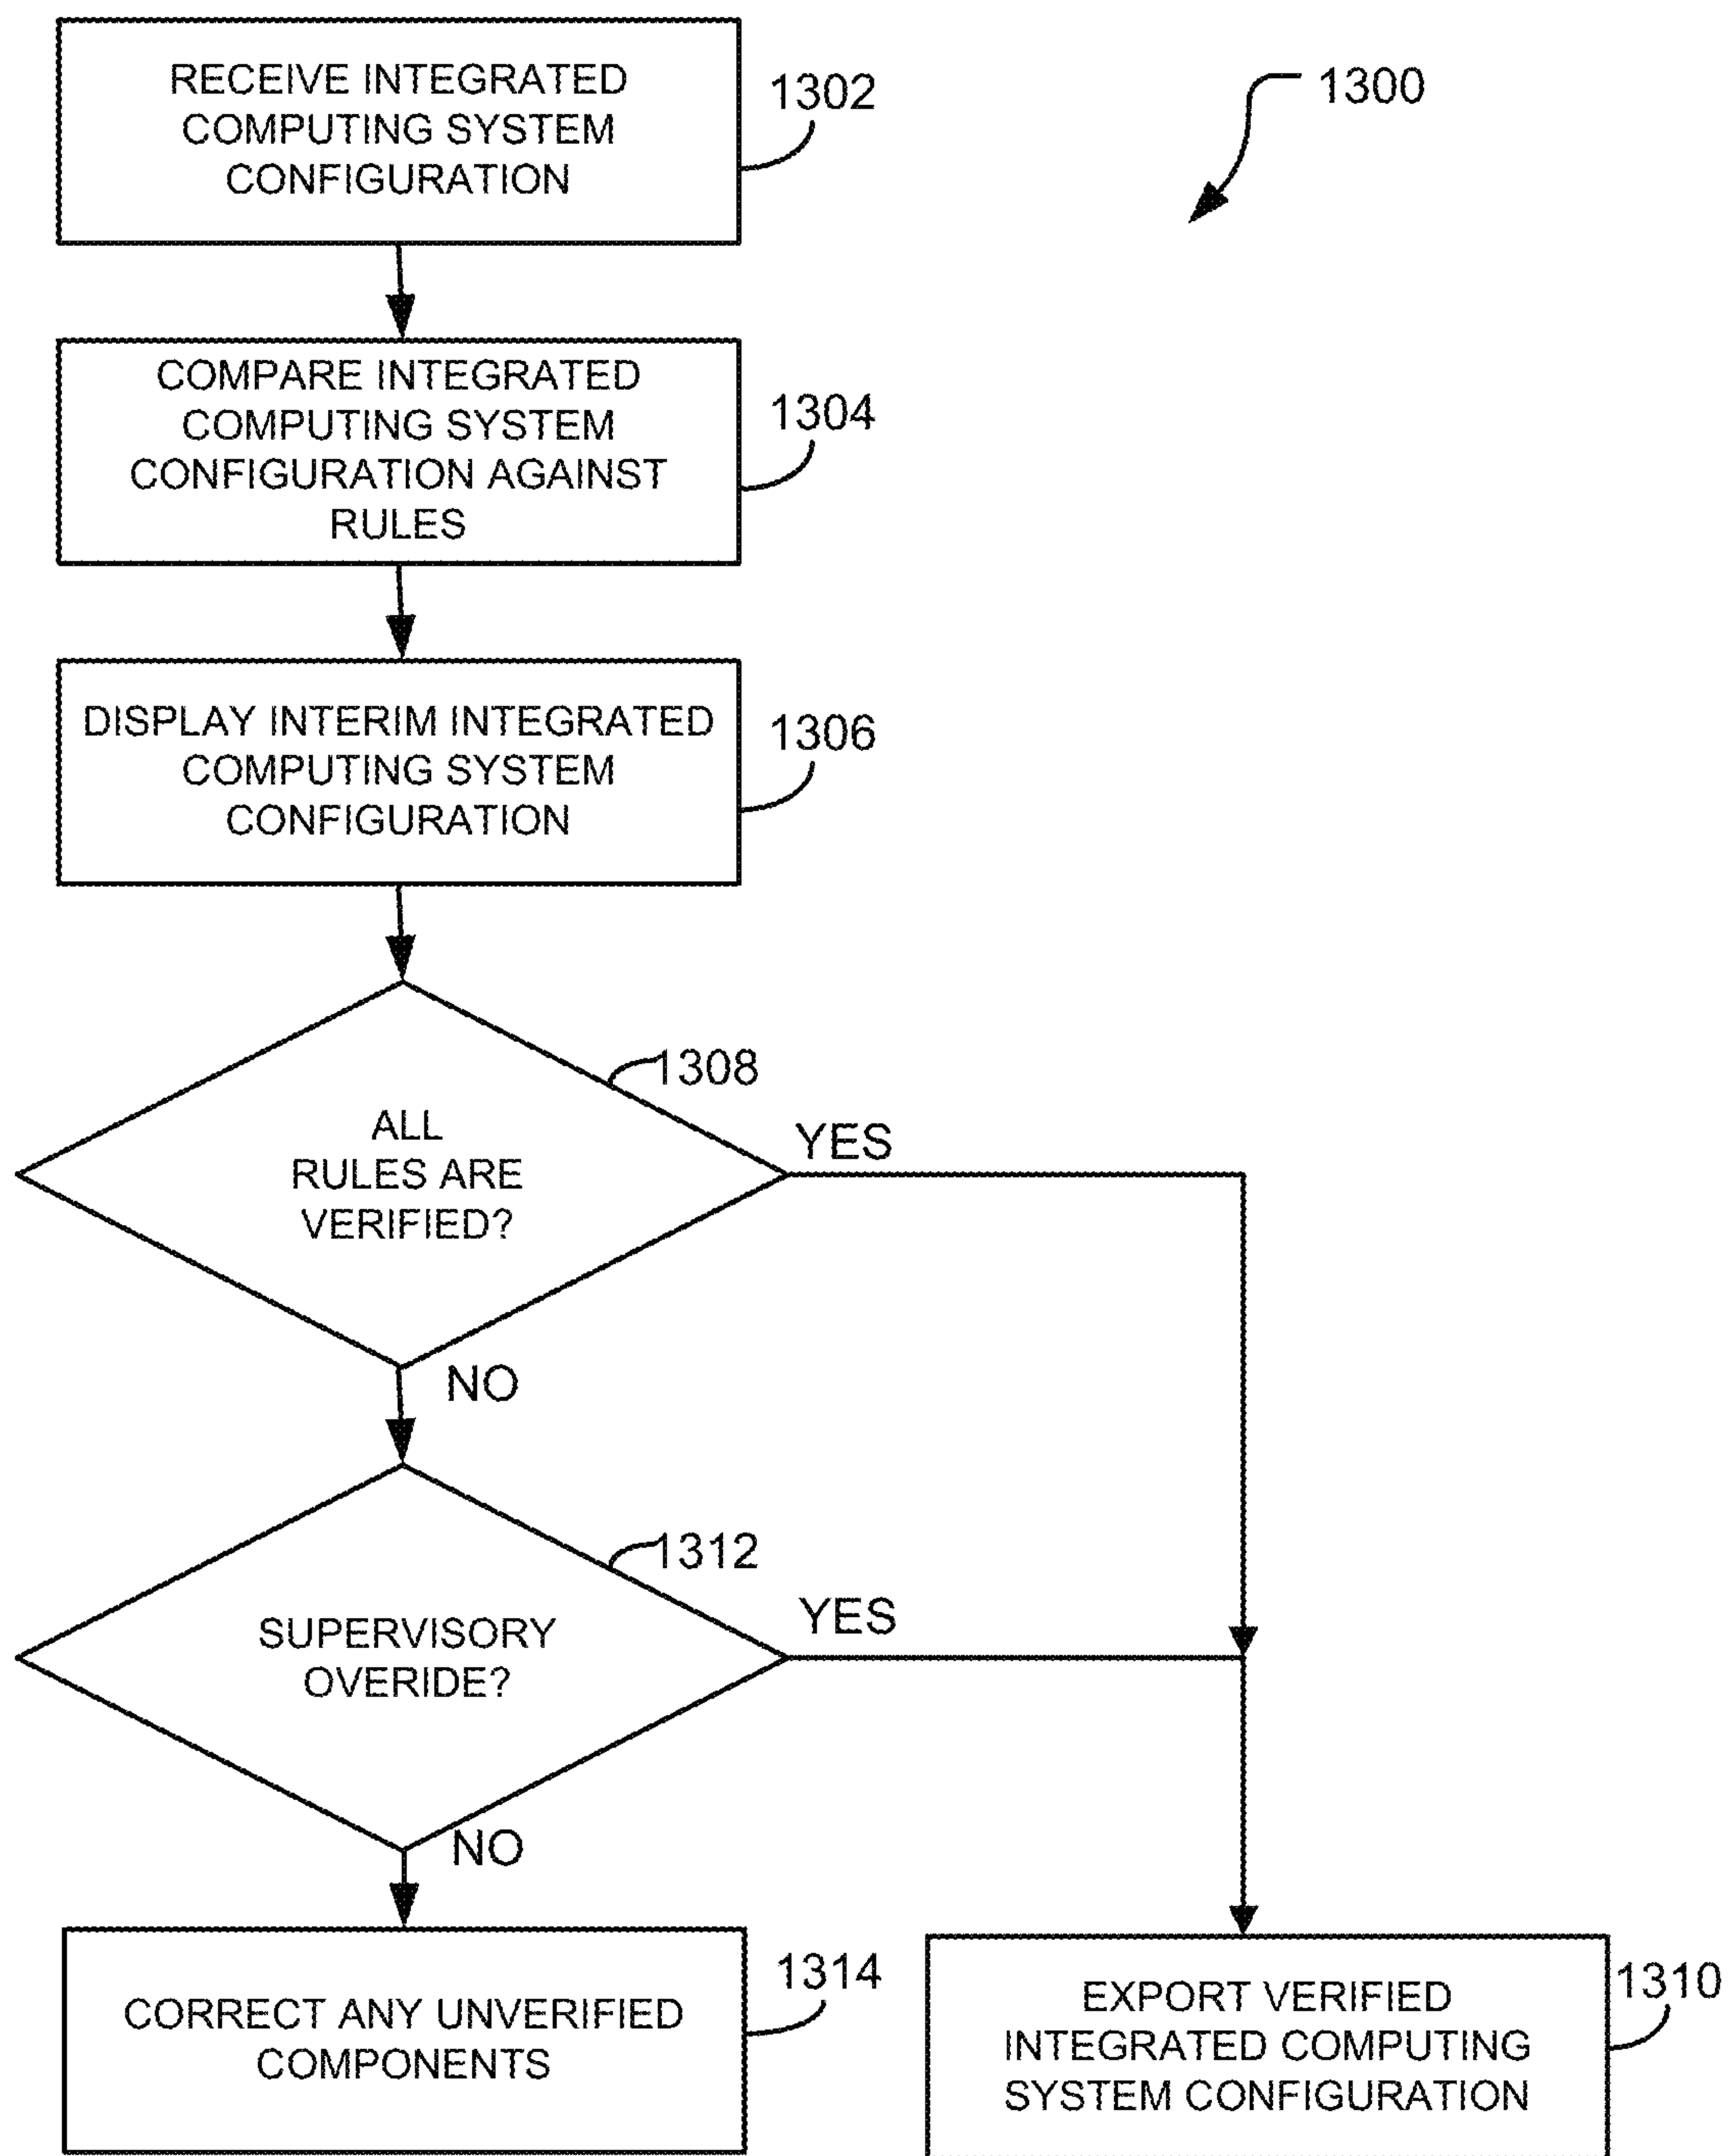 RECEIVE INTEGRATED
COMPUTING SYSTEM
CONFIGURATION
1302
1300
COMPARE INTEGRATED
COMPUTING SYSTEM
CONFIGURATION AGAINST
RULES
1304
DISPLAY INTERIM INTEGRATED
COMPUTING SYSTEM
CONFIGURATION
1306
ALL
RULES ARE
VERIFIED?
1308
YES
NO
SUPERVISORY
OVERIDE?
1312
YES
NO
CORRECT ANY UNVERIFIED
COMPONENTS
1314
EXPORT VERIFIED
INTEGRATED COMPUTING
SYSTEM CONFIGURATION
1310